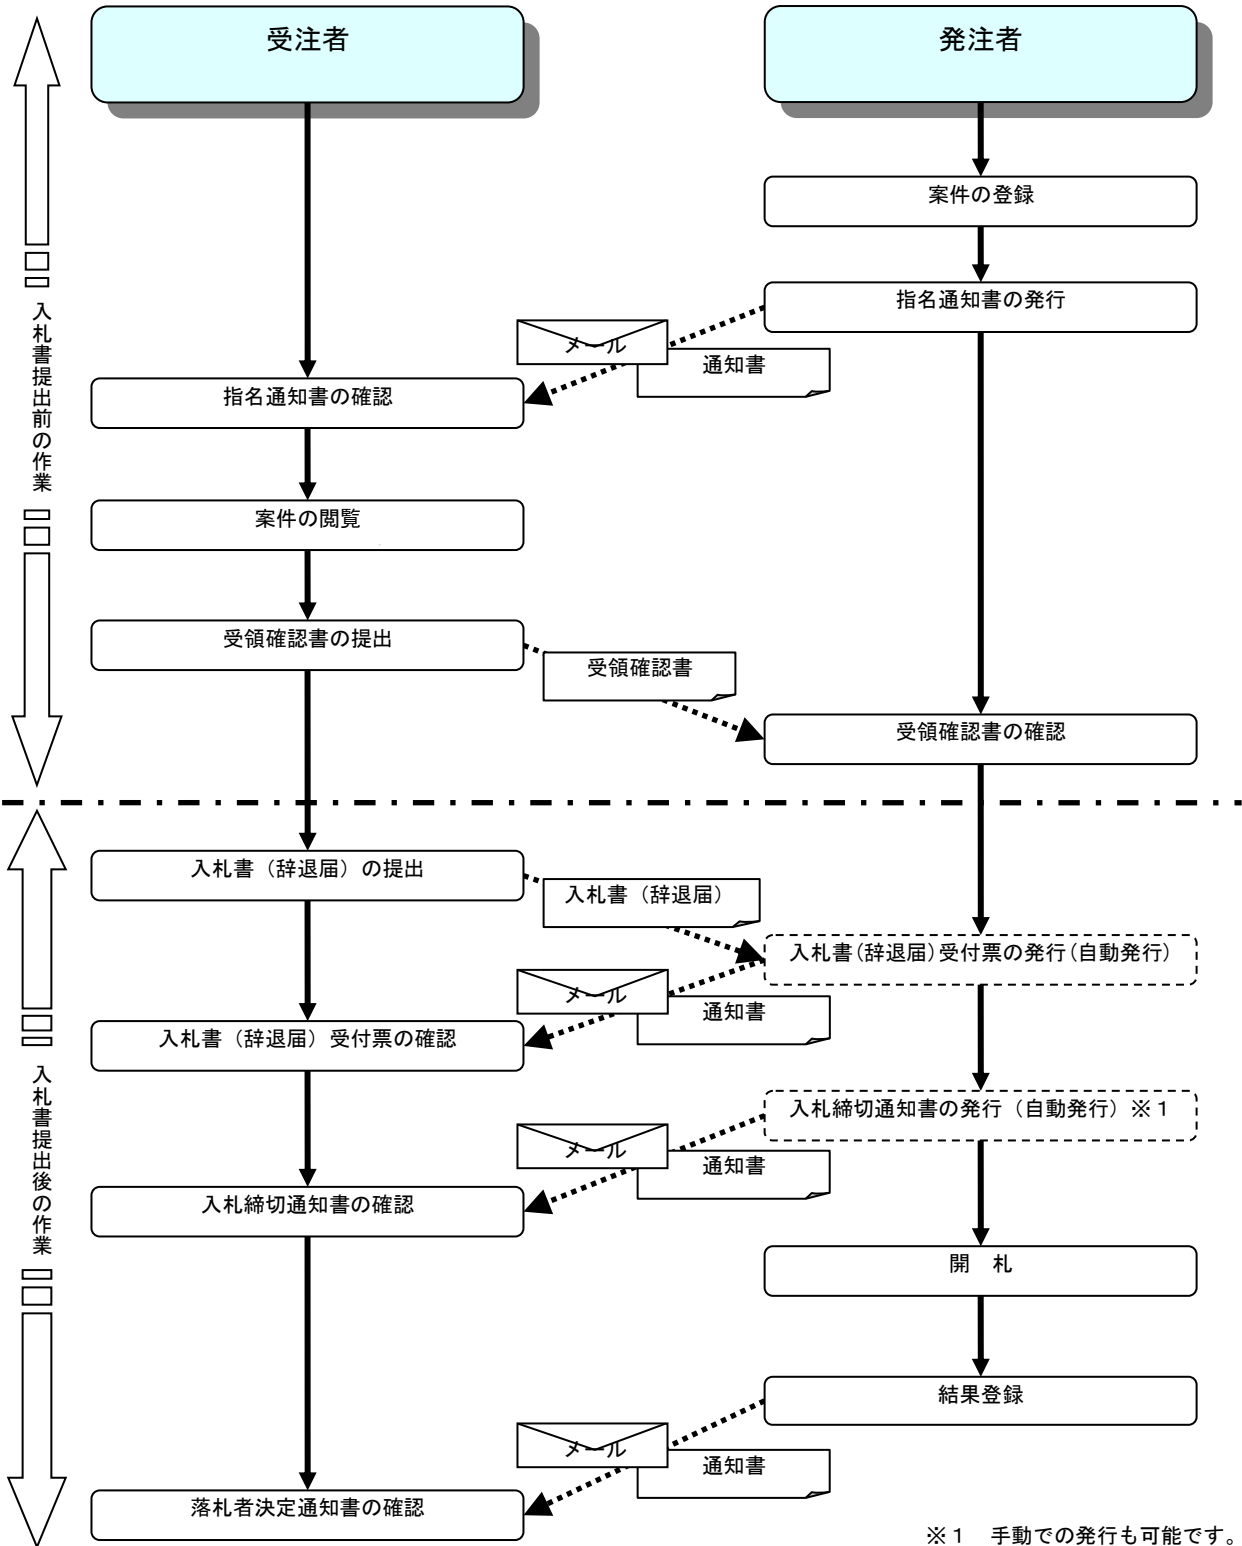 受注者
発注者
案件の登録
指名通知書の発行
メール
通知書
指名通知書の確認
入札書提出前の作業
案件の閲覧
受領確認書の提出
受領確認書
受領確認書の確認
入札書（辞退届）の提出
入札書（辞退届）
入札書(辞退届)受付票の発行(自動発行)
メール
通知書
入札書（辞退届）受付票の確認
入札書提出後の作業
入札締切通知書の発行（自動発行）※１
メール
通知書
入札締切通知書の確認
開　札
結果登録
メール
通知書
落札者決定通知書の確認
※１　手動での発行も可能です。